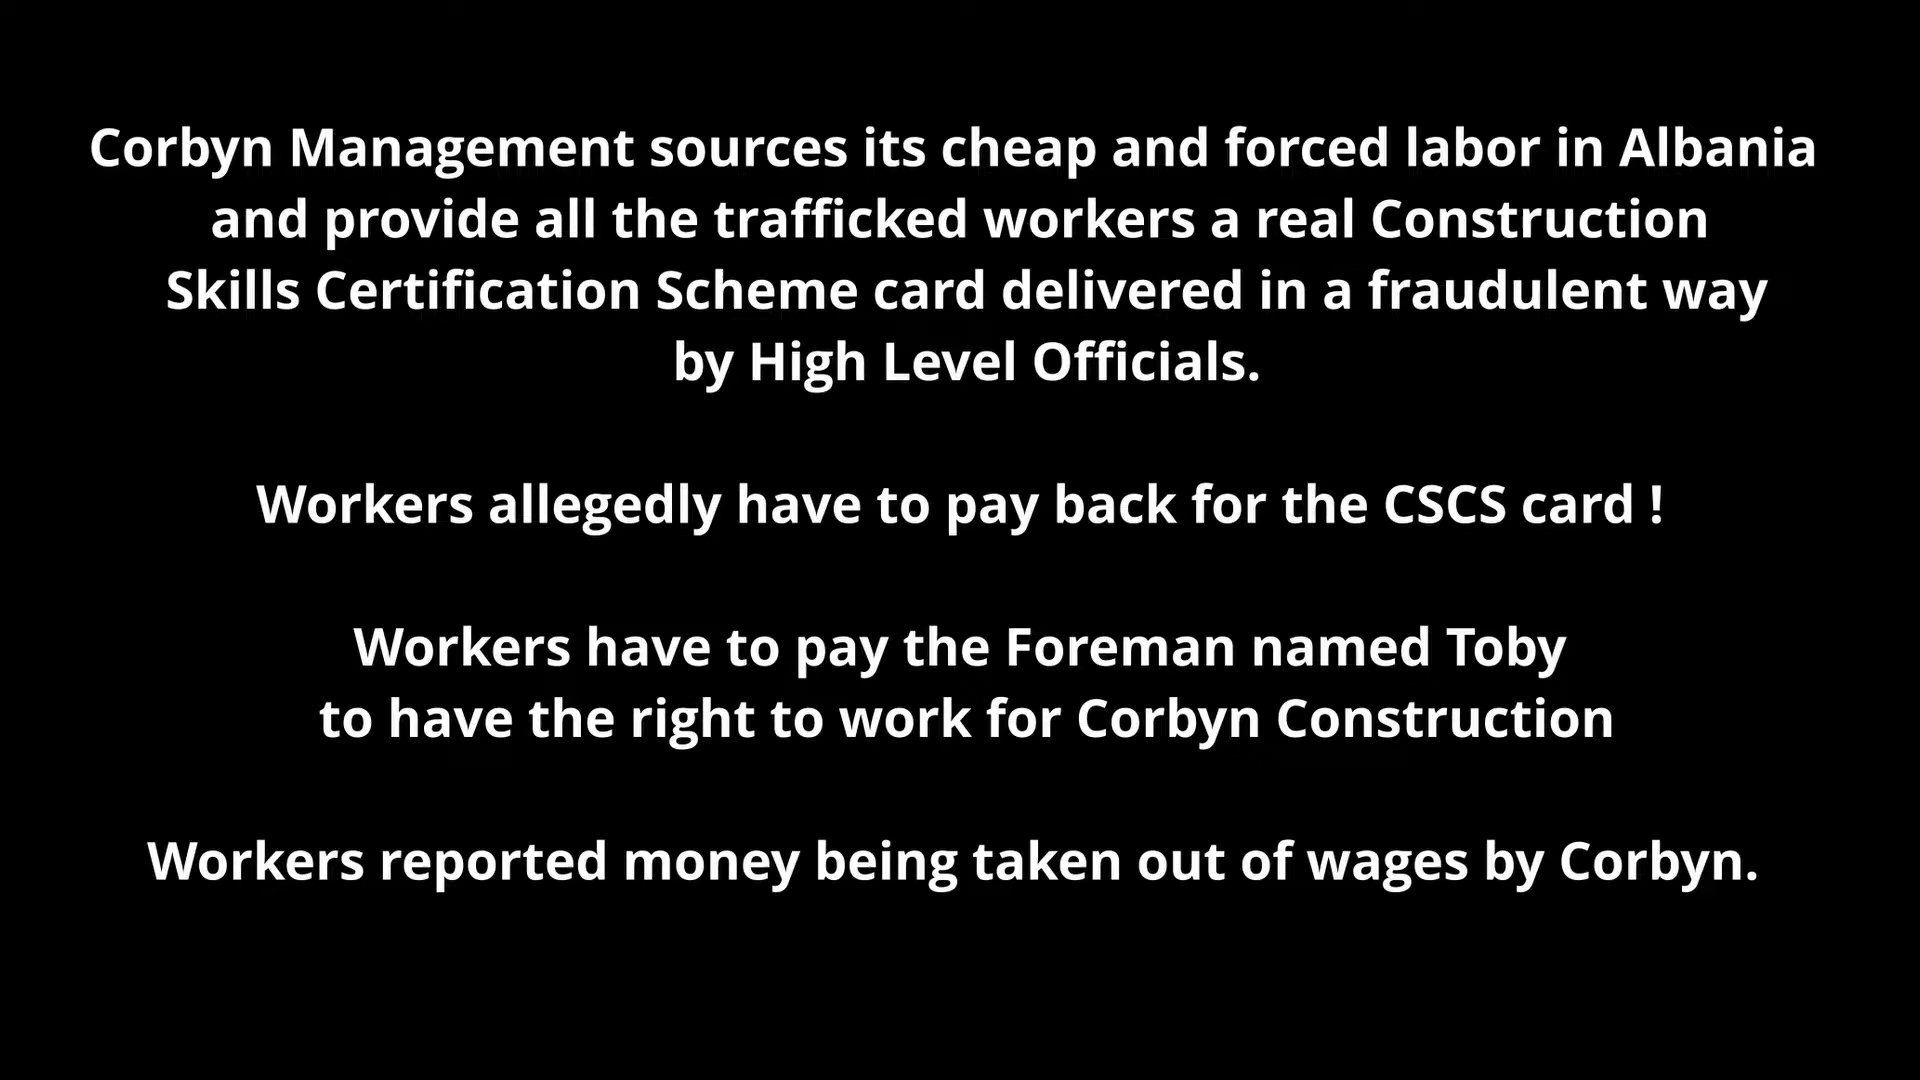 Corbyn Management sources its cheap and forced labor in Albania
and provide all the trafficked workers a real Construction
Skills Certification Scheme card delivered in a fraudulent way
by High Level Officials.
Workers allegedly have to pay back for the CSCS card !
Workers have to pay the Foreman named Toby
to have the right to work for Corbyn Construction
Workers reported money being taken out of wages by Corbyn.